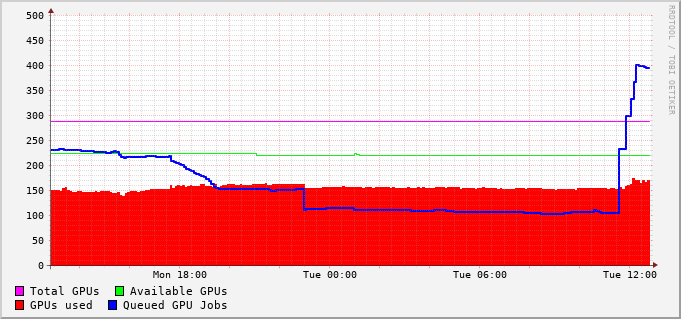 500
450
400
350
300
250
200
150
100
50
0
Mon 18:00 Tue 00:00 Tue 06:00 Tue 12:00
Total GPUs Available GPUs
GPUs used Queued GPU Jobs
RRDTOOL / TOBI OETIKER